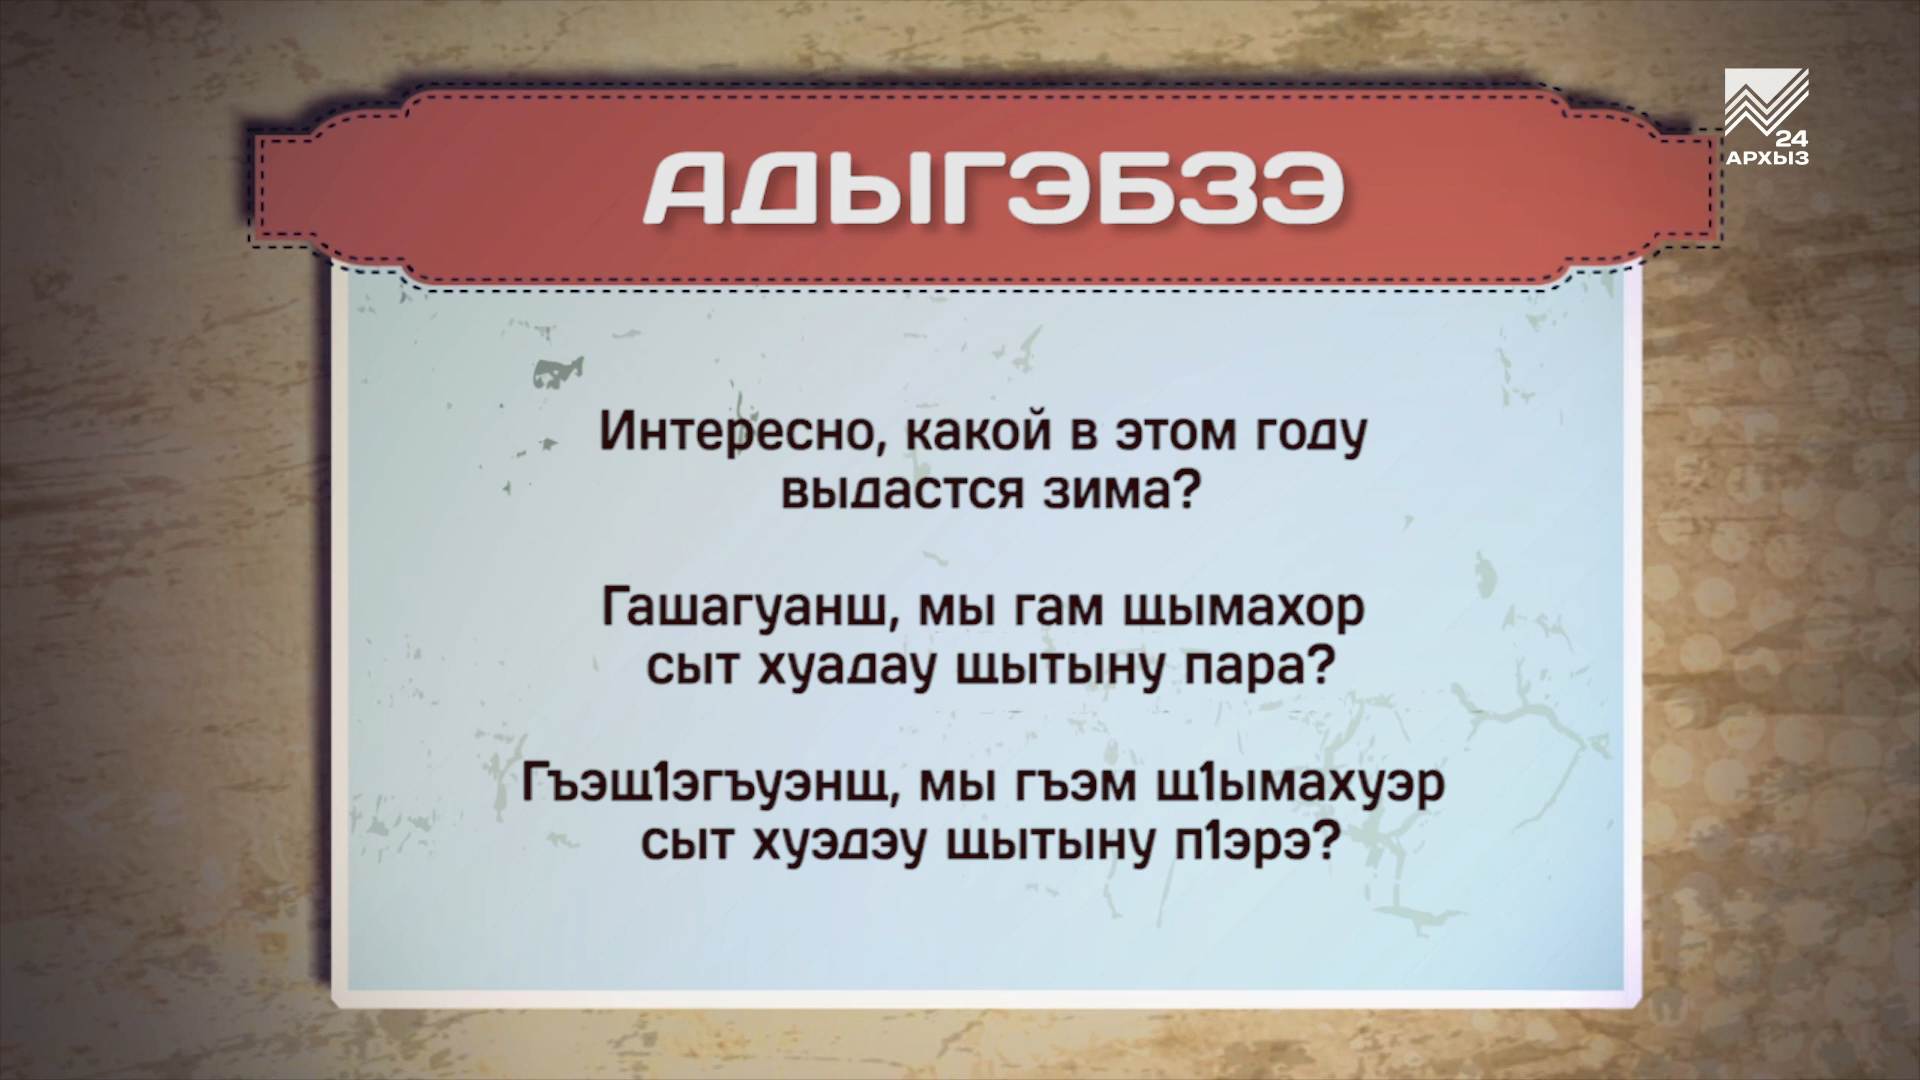 24
АРХЫЗ
АДЫГЭБЗЭ
Интересно, какой в этом году
выдастся зима?
Гашагуанш, мы гам щымахор
сыт хуадау щытыну пара?
Гъэщ1эгъуэнщ, мы гъэм щ1ымахуэр
сыт хуэдэу щытыну п1эрэ?